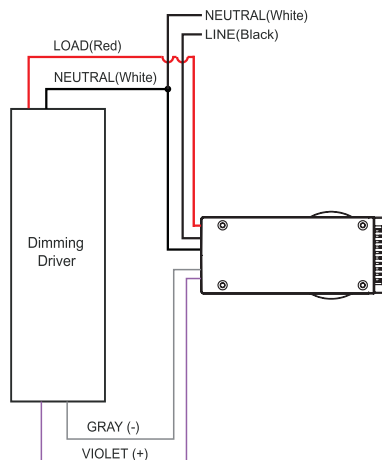 NEUTRAL(White)
LINE(Black)
LOAD(Red)
NEUTRAL(White)
Dimming
Driver
GRAY (-)
VIOLET (+)